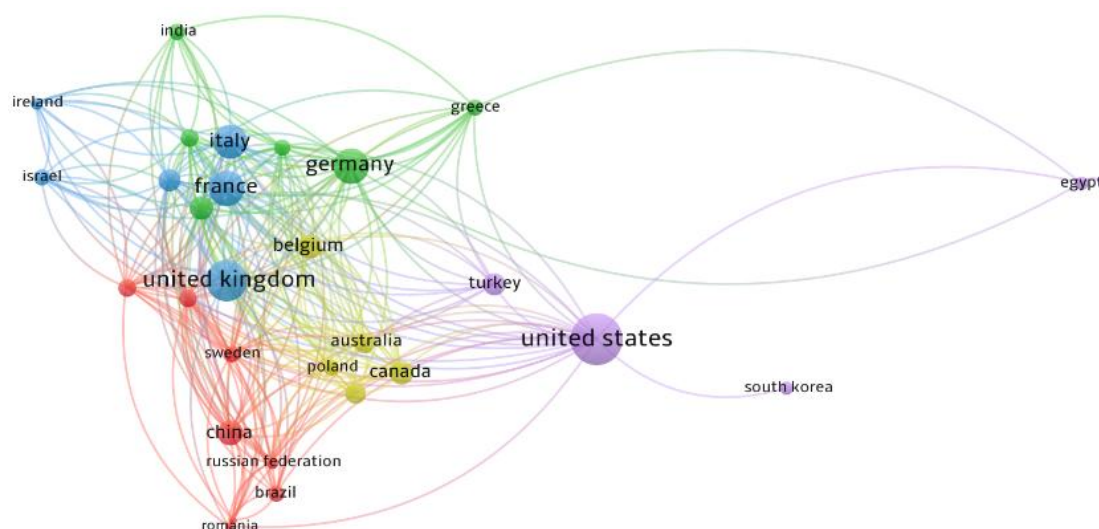 india
ireland
greece
italy
germany
israel
france
egypt
belgium
united kingdom
turkey
united states
australia
sweden
poland
canada
south korea
china
russian federation
brazil
romania